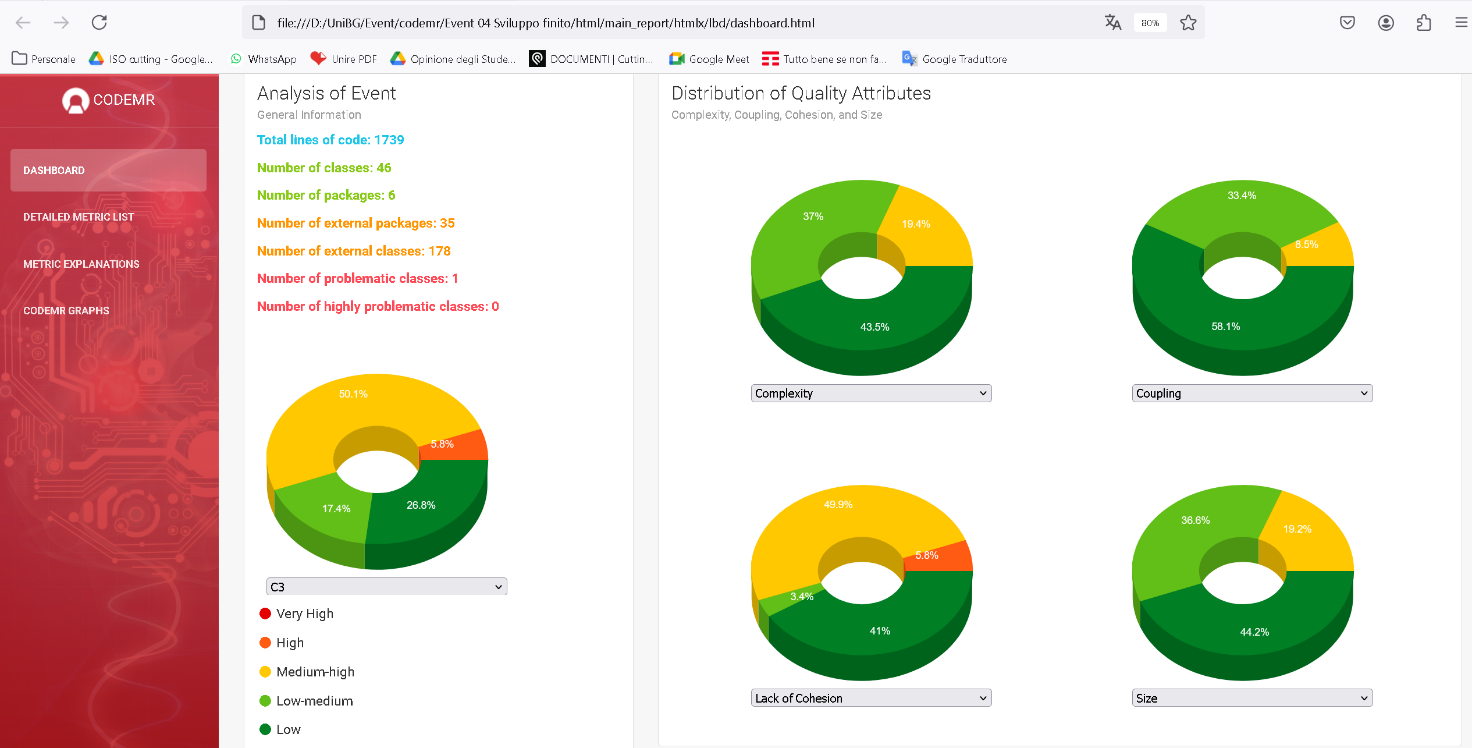 file:///D:/UniBG/Event/codemr/Event 04 Sviluppo finito/html/main_report/htmlx/lbd/dashboard.html
80%
Personale
ISO cutting - Google...
WhatsApp
Unire PDF
Opinione degli Stude...
DOCUMENTI | Cuttin...
Google Meet
Tutto bene se non fa...
Google Traduttore
CODEMR
DASHBOARD
DETAILED METRIC LIST
METRIC EXPLANATIONS
CODEMR GRAPHS
Analysis of Event
General Information
Total lines of code: 1739
Number of classes: 46
Number of packages: 6
Number of external packages: 35
Number of external classes: 178
Number of problematic classes: 1
Number of highly problematic classes: 0
50.1%
5.8%
17.4%
26.8%
C3
Very High
High
Medium-high
Low-medium
Low
Distribution of Quality Attributes
Complexity, Coupling, Cohesion, and Size
37%
19.4%
43.5%
Complexity
33.4%
8.5%
58.1%
Coupling
49.9%
5.8%
3.4%
41%
Lack of Cohesion
36.6%
19.2%
44.2%
Size